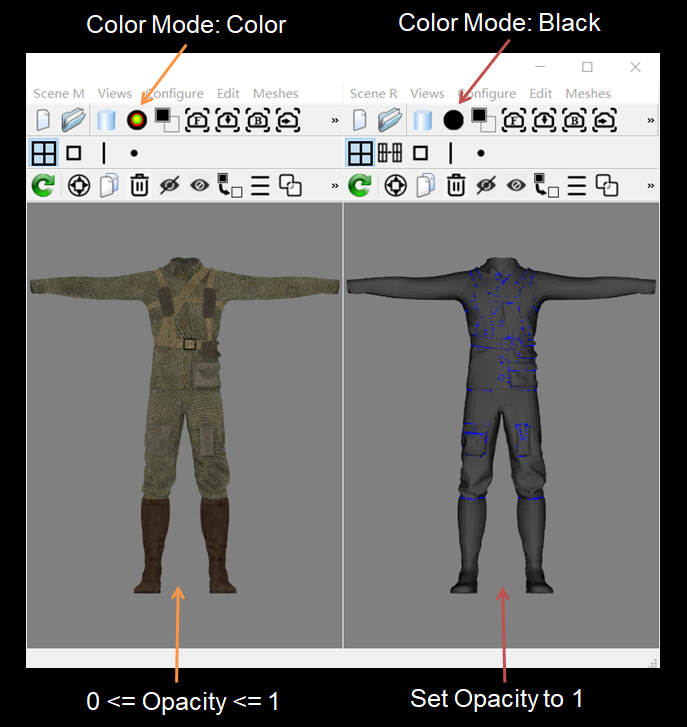 Color Mode: Color
Color Mode: Black
Scene M Views Configure Edit Meshes
Scene R Views Configure Edit Meshes
F B »
F B »
»
»
0 <= Opacity <= 1
Set Opacity to 1